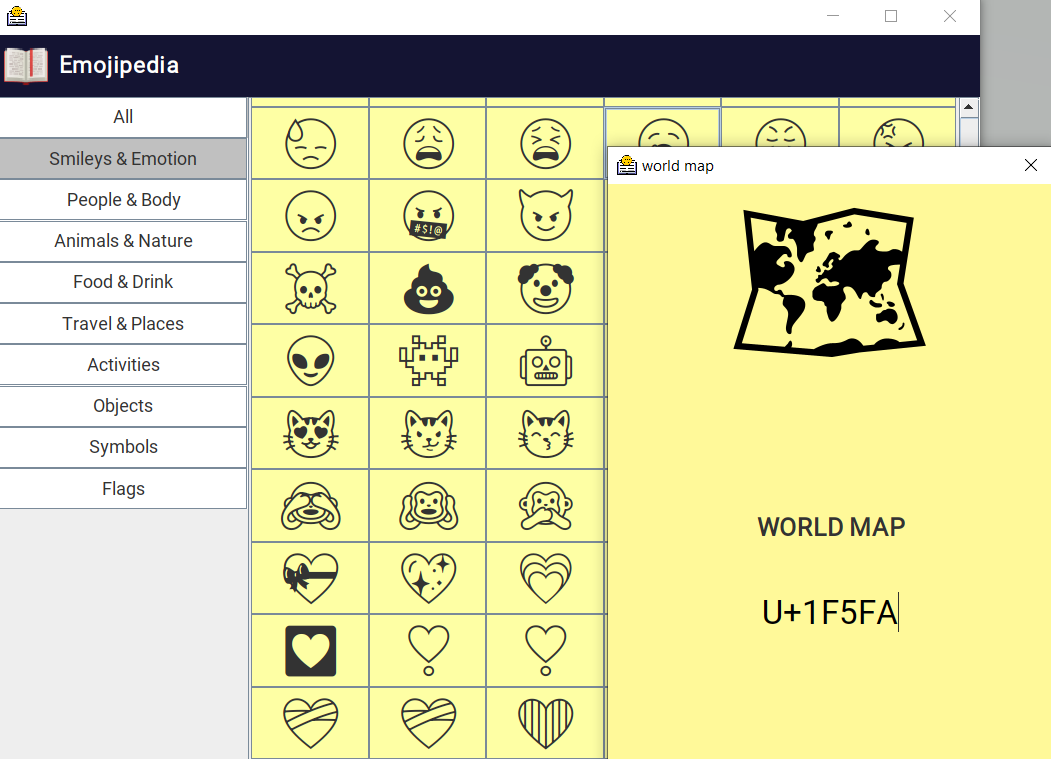 Emojipedia
All
Smileys & Emotion
People & Body
Animals & Nature
Food & Drink
Travel & Places
Activities
Objects
Symbols
Flags
#$!@
world map
WORLD MAP
U+1F5FA